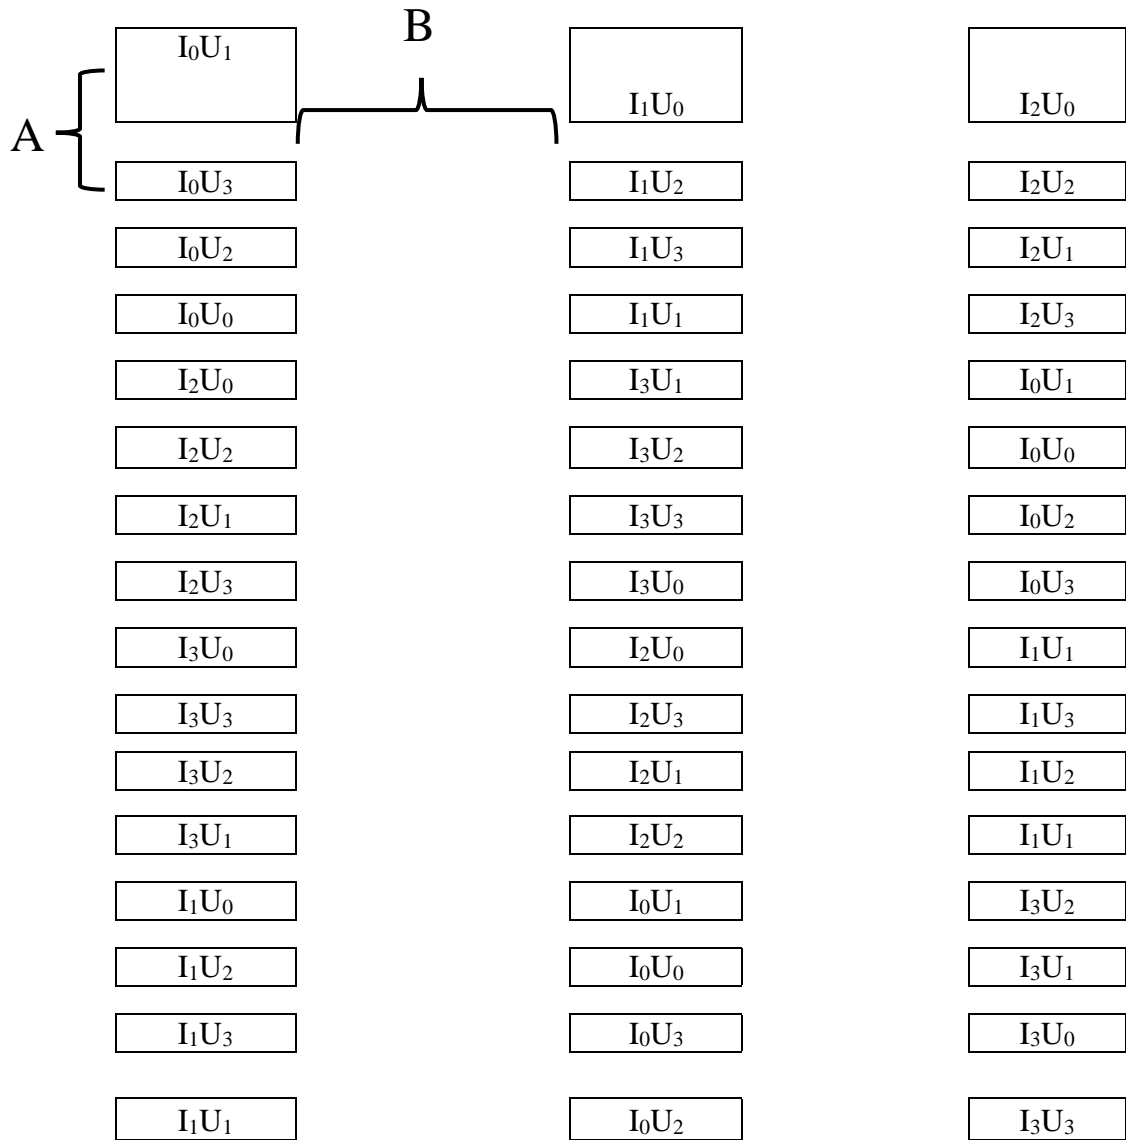 B
I₀U₁
I₁U₀ I₂U₀
A
I₀U₃ I₁U₂ I₂U₂
I₀U₂ I₁U₃ I₂U₁
I₀U₀ I₁U₁ I₂U₃
I₂U₀ I₃U₁ I₀U₁
I₂U₂ I₃U₂ I₀U₀
I₂U₁ I₃U₃ I₀U₂
I₂U₃ I₃U₀ I₀U₃
I₃U₀ I₂U₀ I₁U₁
I₃U₃ I₂U₃ I₁U₃
I₃U₂ I₂U₁ I₁U₂
I₃U₁ I₂U₂ I₁U₁
I₁U₀ I₀U₁ I₃U₂
I₁U₂ I₀U₀ I₃U₁
I₁U₃ I₀U₃ I₃U₀
I₁U₁ I₀U₂ I₃U₃